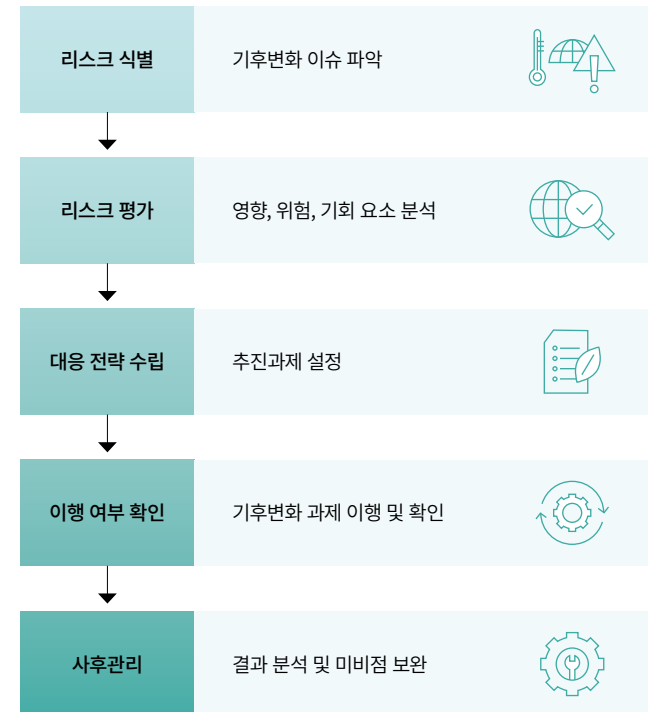 리스크 식별
기후변화 이슈 파악
리스크 평가
영향, 위험, 기회 요소 분석
대응 전략 수립
추진과제 설정
이행 여부 확인
기후변화 과제 이행 및 확인
사후관리
결과 분석 및 미비점 보완